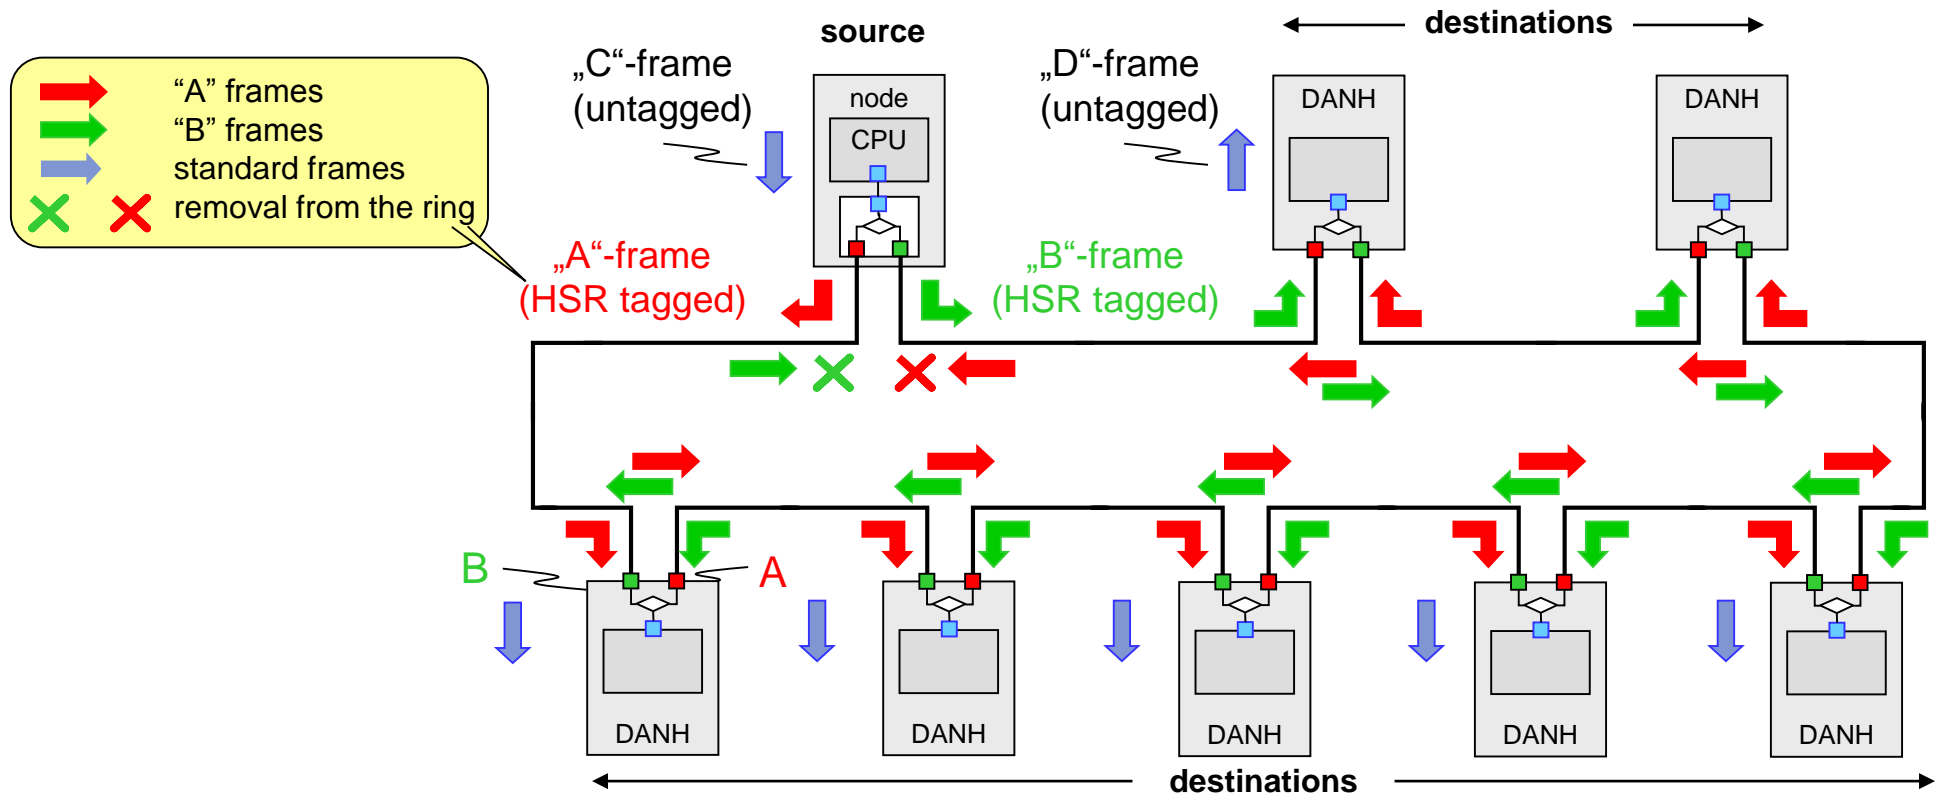 source
destinations
“A” frames
“B” frames
standard frames
removal from the ring
„C“-frame
(untagged)
node
CPU
„D“-frame
(untagged)
DANH
DANH
„A“-frame
(HSR tagged)
„B“-frame
(HSR tagged)
B
A
DANH
DANH
DANH
DANH
DANH
destinations